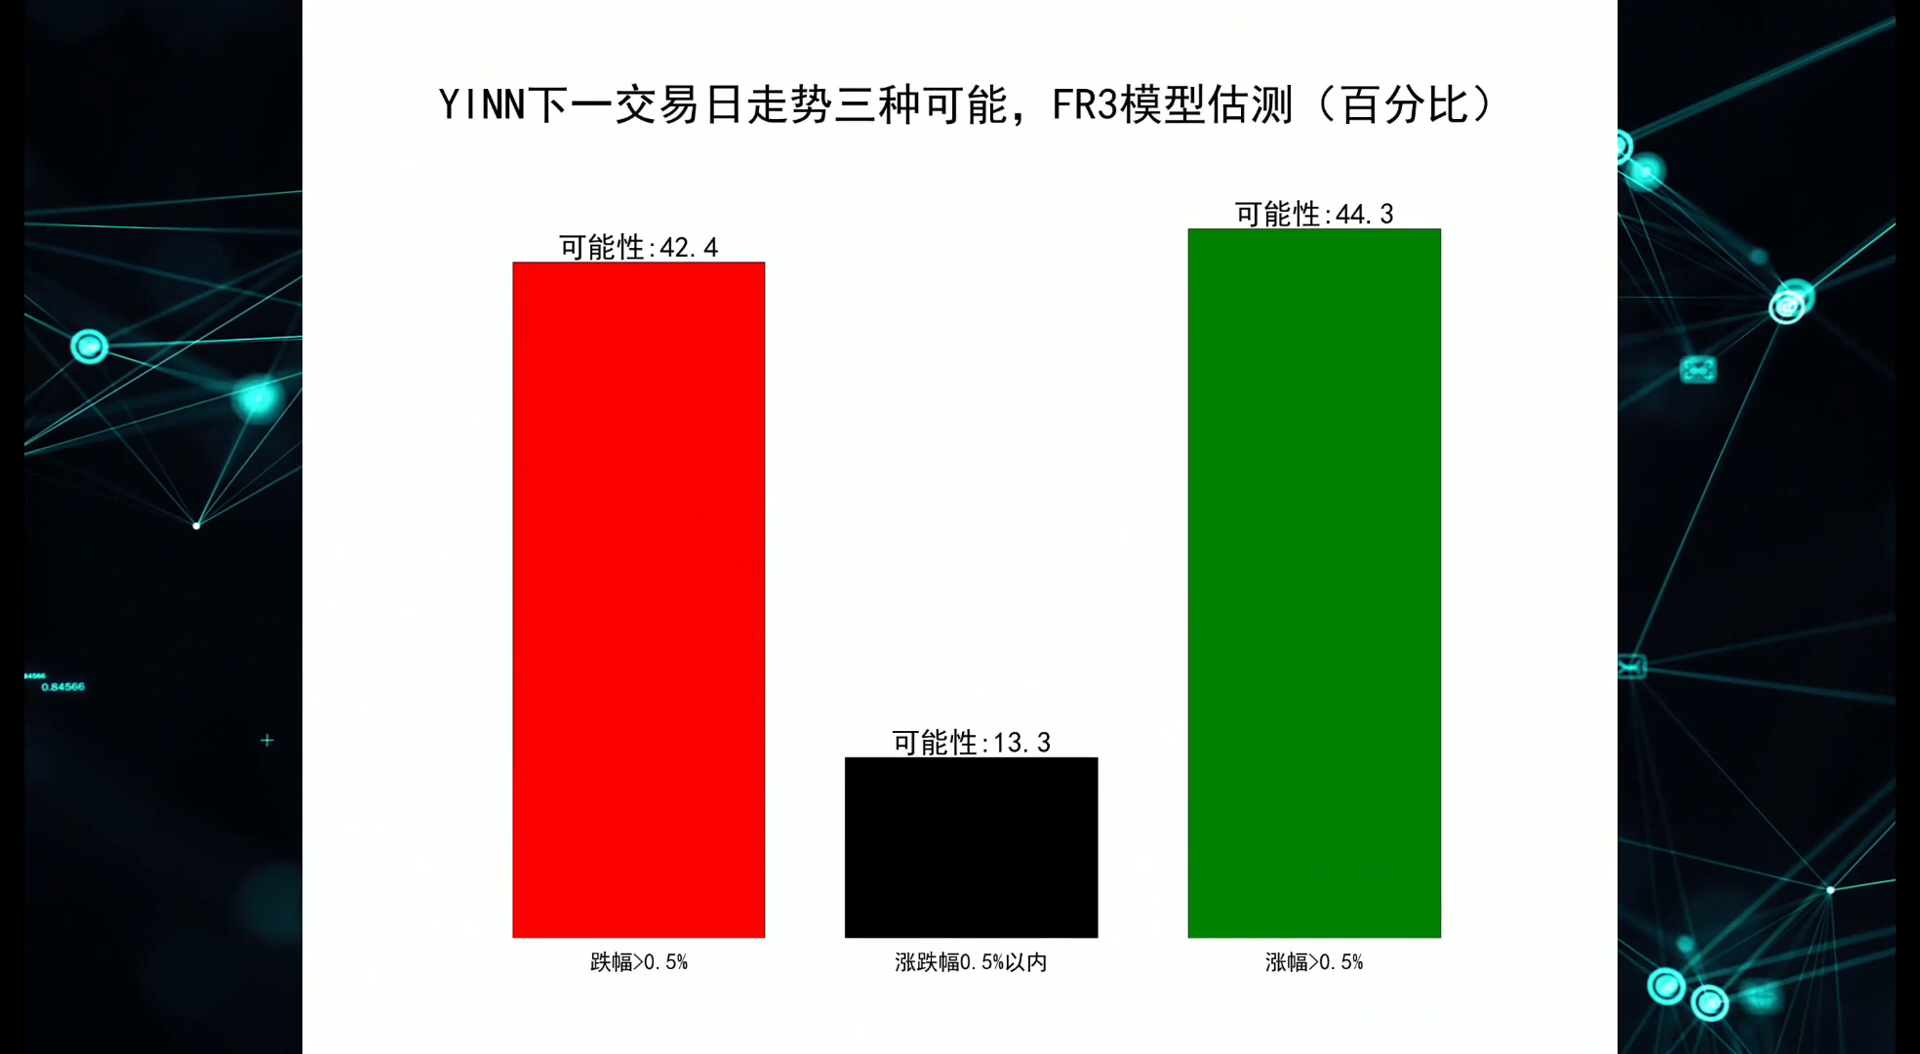 YINN下一交易日走势三种可能，FR3模型估测（百分比）
可能性:44.3
可能性:42.4
可能性:13.3
跌幅>0.5%
涨跌幅0.5%以内
涨幅>0.5%
0.84566